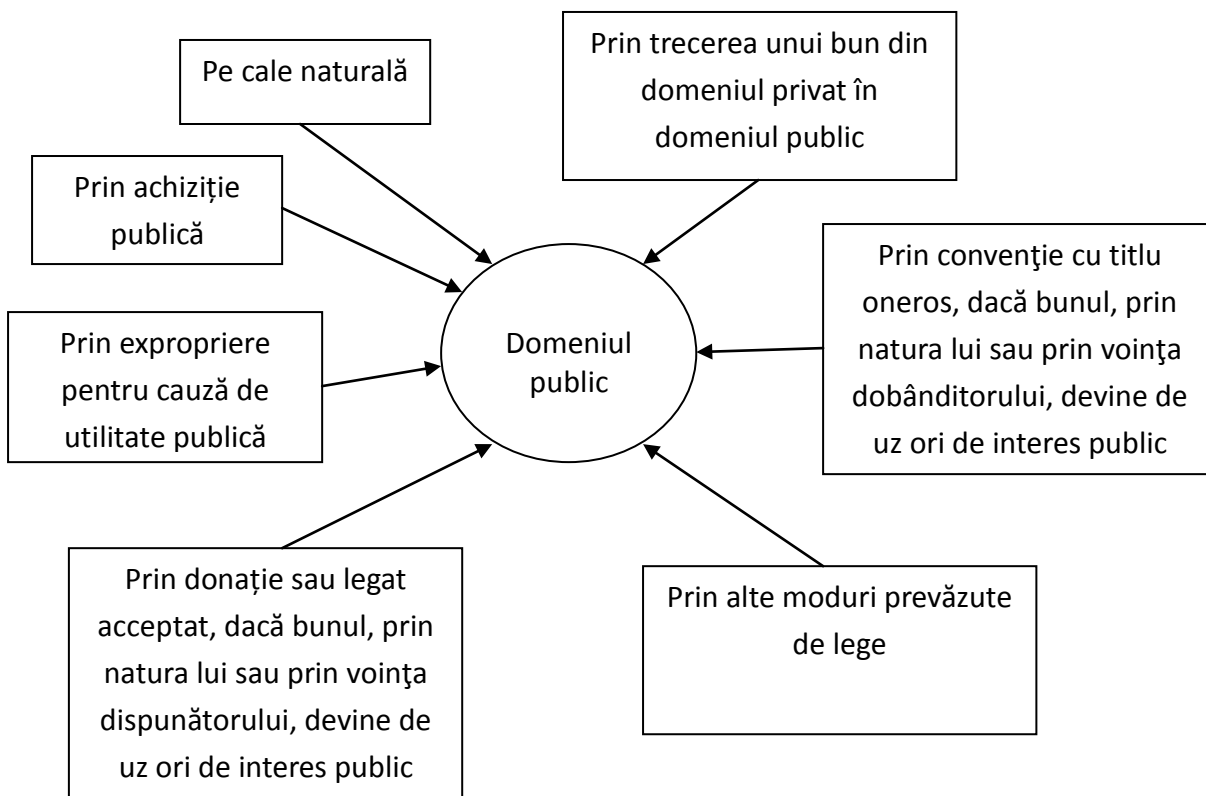 Pe cale naturală
Prin trecerea unui bun din
domeniul privat în
domeniul public
Prin achiziție
publică
Prin convenţie cu titlu
oneros, dacă bunul, prin
natura lui sau prin voinţa
dobânditorului, devine de
uz ori de interes public
Prin expropriere
pentru cauză de
utilitate publică
Domeniul
public
Prin donație sau legat
acceptat, dacă bunul, prin
natura lui sau prin voinţa
dispunătorului, devine de
uz ori de interes public
Prin alte moduri prevăzute
de lege